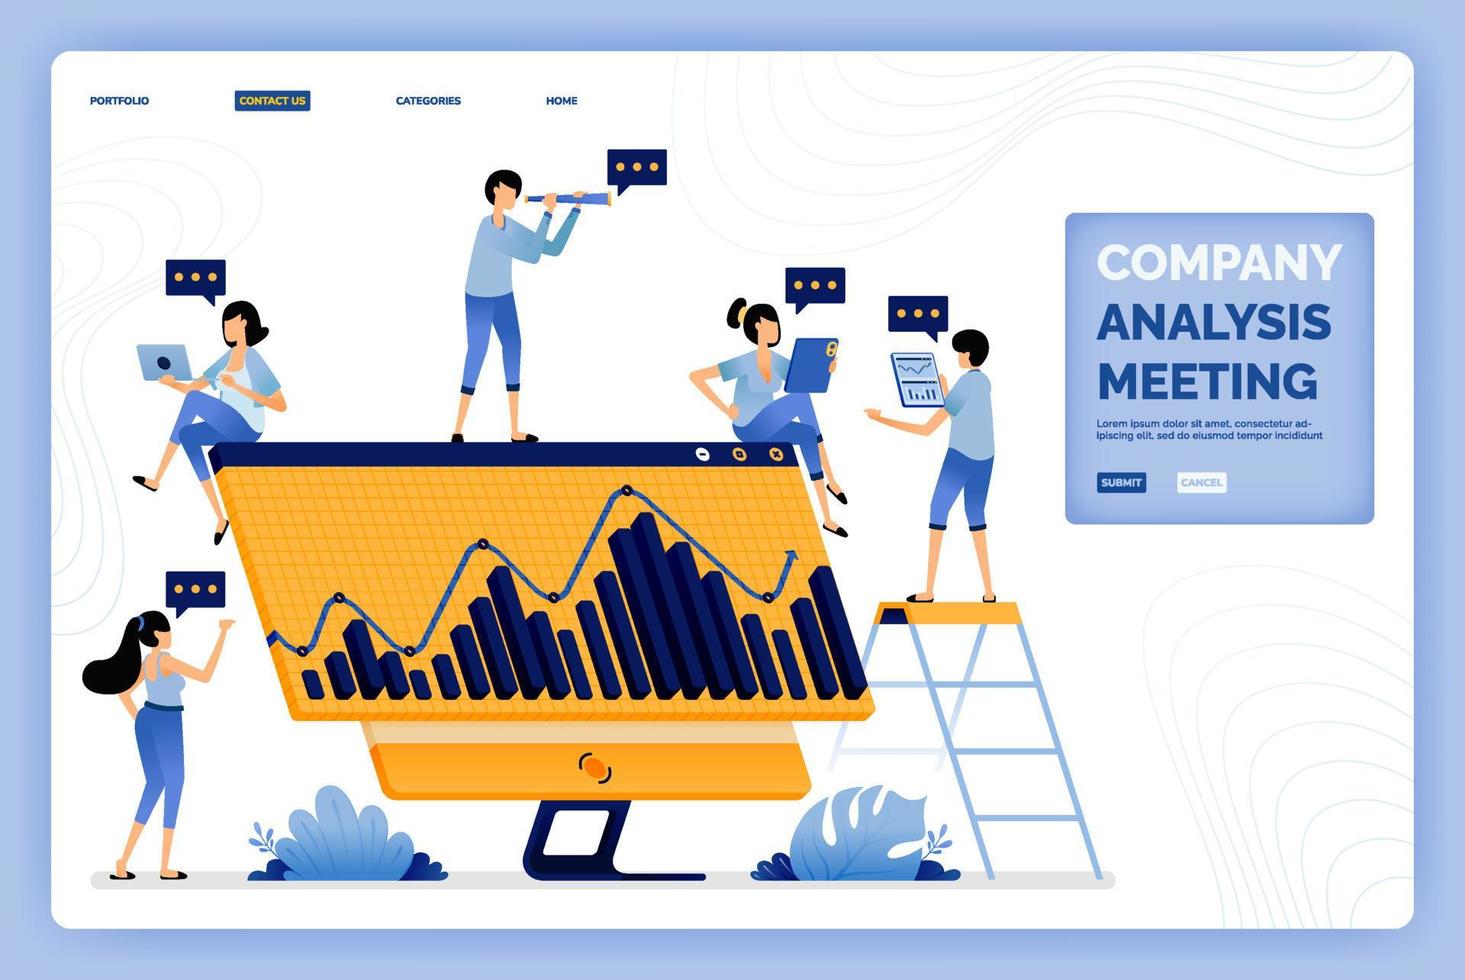 PORTFOLIO
CONTACT US
CATEGORIES
HOME
COMPANY
ANALYSIS
MEETING
Lorem ipsum dolor sit amet, consectetur ad-
ipiscing elit, sed do eiusmod tempor incididunt
SUBMIT
CANCEL